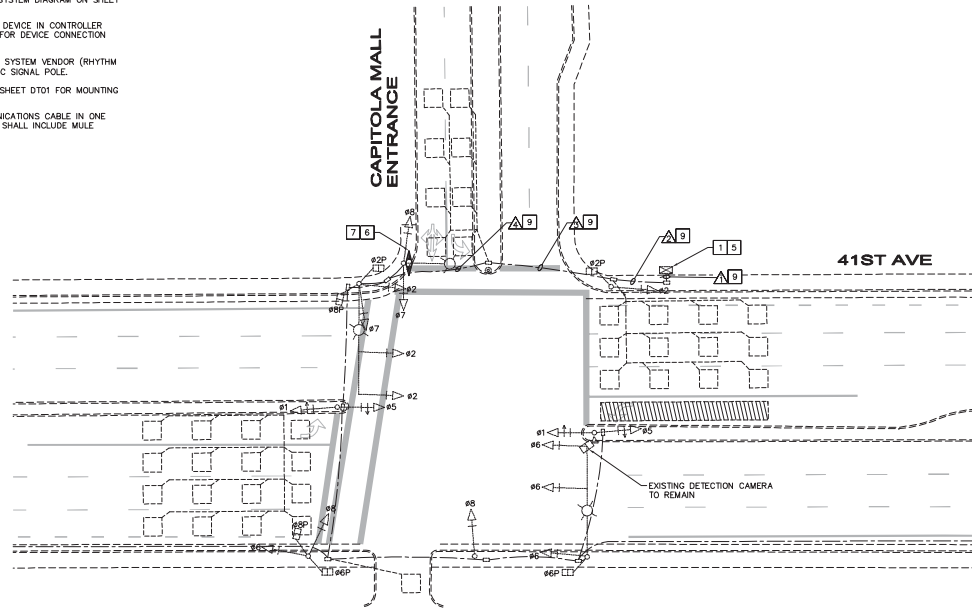 SYSTEM DIAGRAM ON SHEET
DEVICE IN CONTROLLER
FOR DEVICE CONNECTION
SYSTEM VENDOR (RHYTHM
C SIGNAL POLE.
SHEET DT01 FOR MOUNTING
NICATIONS CABLE IN ONE
SHALL INCLUDE MULE
CAPITOLA MALL
ENTRANCE
ø8
7 6
4 9
3 9
2 9
1 5
1 9
41ST AVE
ø2P
ø2P
ø2
ø2
ø8P
ø7
ø7
ø2
ø2
ø1
ø5
ø1
ø5
ø6
ø6
EXISTING DETECTION CAMERA
TO REMAIN
ø8
ø8
ø8P
ø6
ø6
ø6P
ø6P